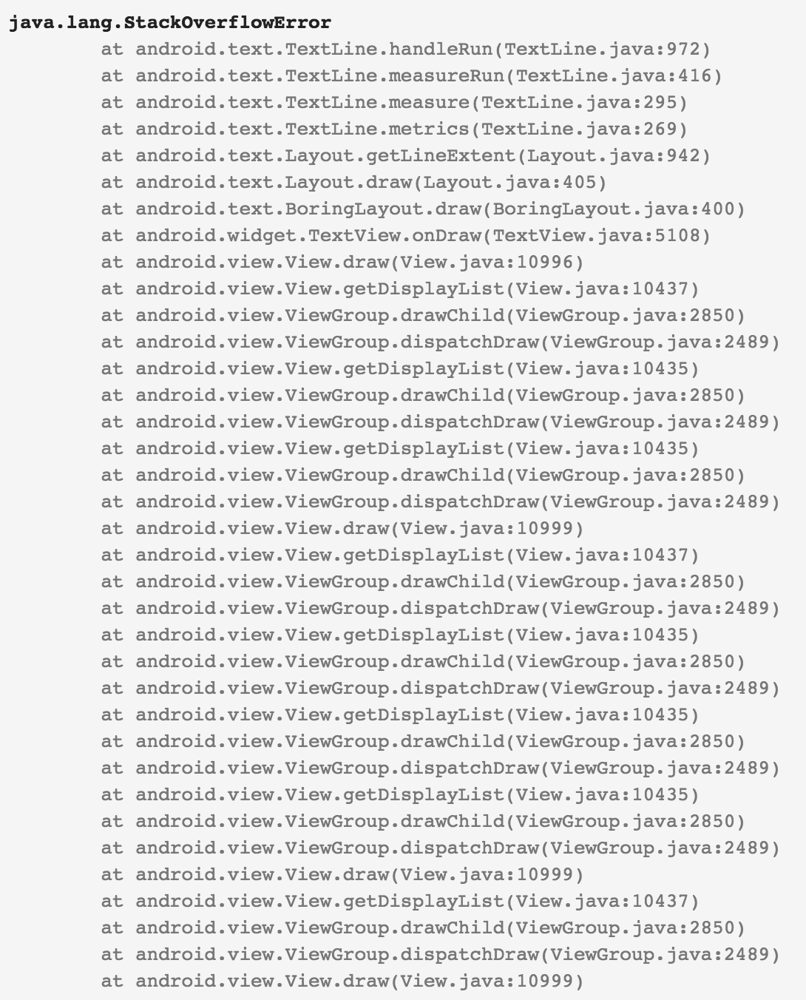 java.lang.StackOverflowError
at android.text.TextLine.handleRun(TextLine.java:972)
at android.text.TextLine.measureRun(TextLine.java:416)
at android.text.TextLine.measure(TextLine.java:295)
at android.text.TextLine.metrics(TextLine.java:269)
at android.text.Layout.getLineExtent(Layout.java:942)
at android.text.Layout.draw(Layout.java:405)
at android.text.BoringLayout.draw(BoringLayout.java:400)
at android.widget.TextView.onDraw(TextView.java:5108)
at android.view.View.draw(View.java:10996)
at android.view.View.getDisplayList(View.java:10437)
at android.view.ViewGroup.drawChild(ViewGroup.java:2850)
at android.view.ViewGroup.dispatchDraw(ViewGroup.java:2489)
at android.view.View.getDisplayList(View.java:10435)
at android.view.ViewGroup.drawChild(ViewGroup.java:2850)
at android.view.ViewGroup.dispatchDraw(ViewGroup.java:2489)
at android.view.View.getDisplayList(View.java:10435)
at android.view.ViewGroup.drawChild(ViewGroup.java:2850)
at android.view.ViewGroup.dispatchDraw(ViewGroup.java:2489)
at android.view.View.draw(View.java:10999)
at android.view.View.getDisplayList(View.java:10437)
at android.view.ViewGroup.drawChild(ViewGroup.java:2850)
at android.view.ViewGroup.dispatchDraw(ViewGroup.java:2489)
at android.view.View.getDisplayList(View.java:10435)
at android.view.ViewGroup.drawChild(ViewGroup.java:2850)
at android.view.ViewGroup.dispatchDraw(ViewGroup.java:2489)
at android.view.View.getDisplayList(View.java:10435)
at android.view.ViewGroup.drawChild(ViewGroup.java:2850)
at android.view.ViewGroup.dispatchDraw(ViewGroup.java:2489)
at android.view.View.getDisplayList(View.java:10435)
at android.view.ViewGroup.drawChild(ViewGroup.java:2850)
at android.view.ViewGroup.dispatchDraw(ViewGroup.java:2489)
at android.view.View.draw(View.java:10999)
at android.view.View.getDisplayList(View.java:10437)
at android.view.ViewGroup.drawChild(ViewGroup.java:2850)
at android.view.ViewGroup.dispatchDraw(ViewGroup.java:2489)
at android.view.View.draw(View.java:10999)